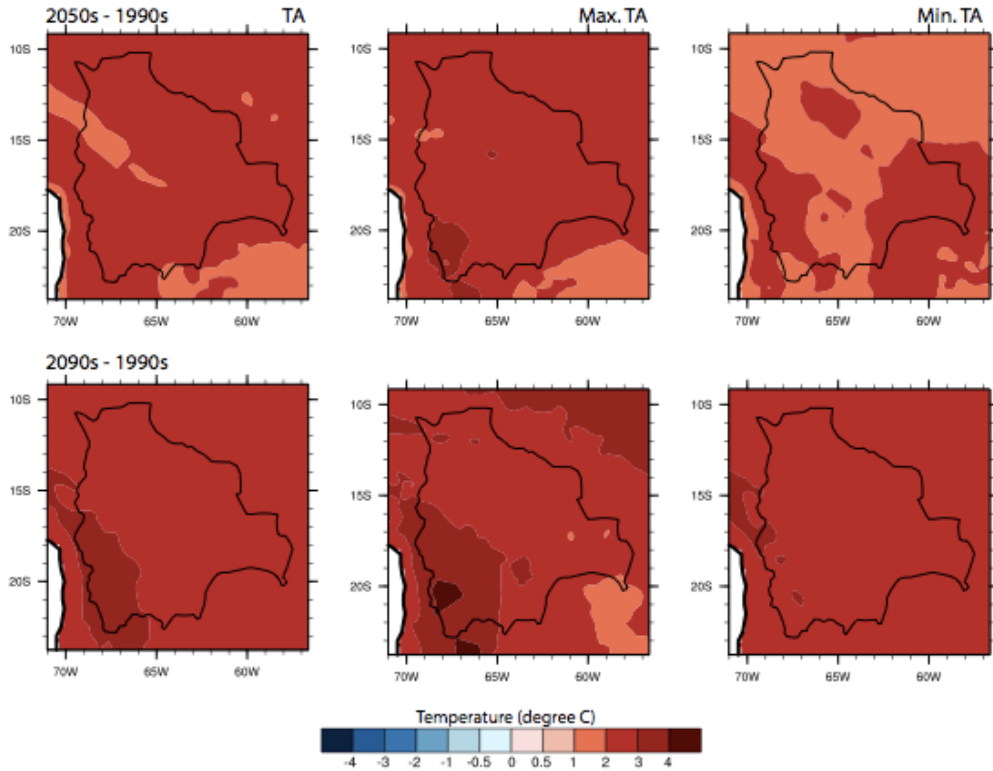 2050s - 1990s TA
Max. TA
Min. TA
10S
15S
20S
70W 65W 60W
10S
15S
20S
70W 65W 60W
10S
15S
20S
70W 65W 60W
2090s - 1990s
10S
15S
20S
70W 65W 60W
10S
15S
20S
70W 65W 60W
10S
15S
20S
70W 65W 60W
Temperature (degree C)
-4 -3 -2 -1 -0.5 0 0.5 1 2 3 4